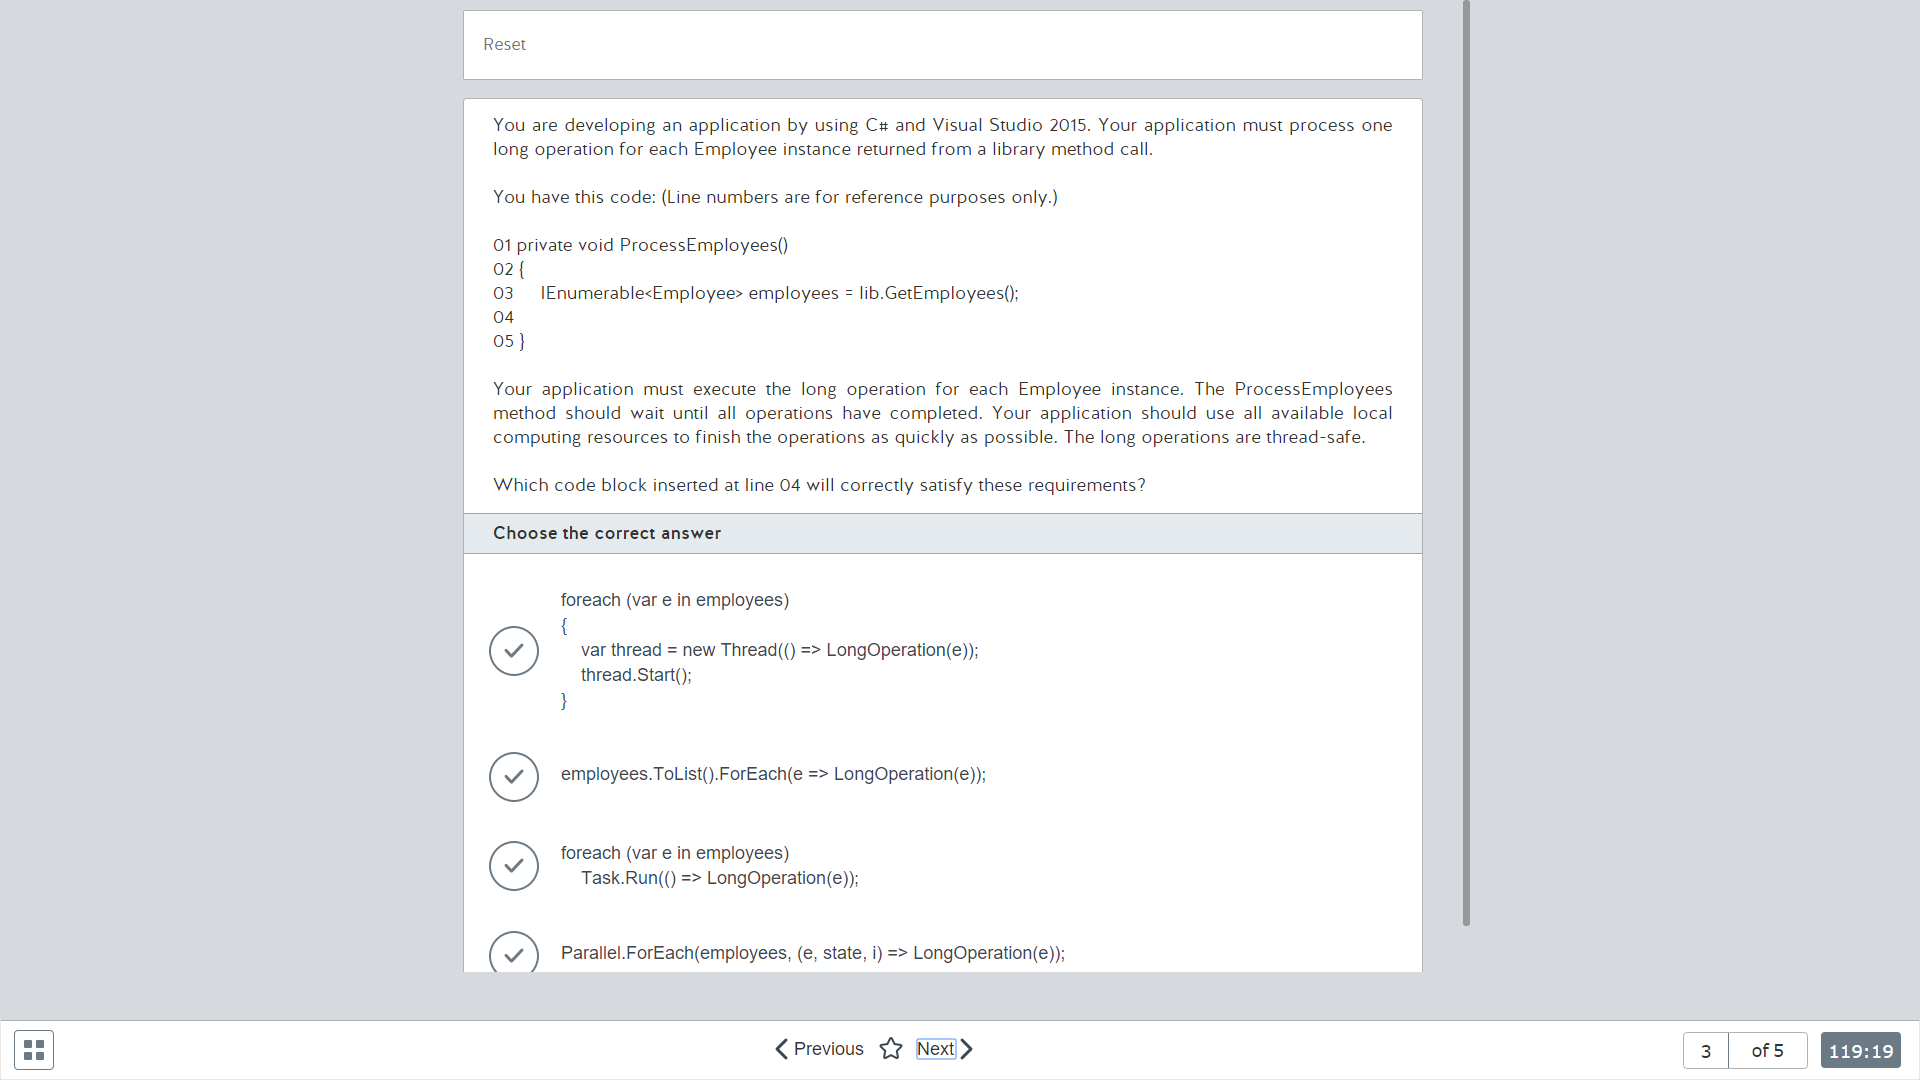 Reset
You are developing an application by using C# and Visual Studio 2015. Your application must process one
long operation for each Employee instance returned from a library method call.
You have this code: (Line numbers are for reference purposes only.)
01 private void ProcessEmployees()
02 {
03 IEnumerable<Employee> employees = lib.GetEmployees();
04
05 }
Your application must execute the long operation for each Employee instance. The ProcessEmployees
method should wait until all operations have completed. Your application should use all available local
computing resources to finish the operations as quickly as possible. The long operations are thread-safe.
Which code block inserted at line 04 will correctly satisfy these requirements?
Choose the correct answer
foreach (var e in employees)
{
var thread = new Thread(() => LongOperation(e));
thread.Start();
}
employees.ToList().ForEach(e => LongOperation(e));
foreach (var e in employees)
Task.Run(() => LongOperation(e));
Parallel.ForEach(employees, (e, state, i) => LongOperation(e));
Previous Next 3 of 5 119:19